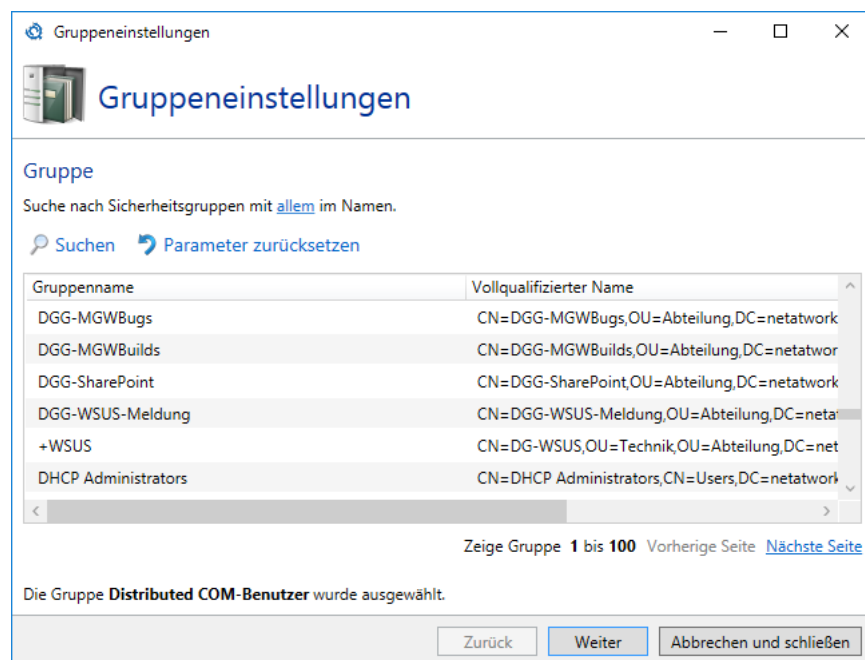 Gruppeneinstellungen
Gruppeneinstellungen
Gruppe
Suche nach Sicherheitsgruppen mit allem im Namen.
Suchen Parameter zurücksetzen
Gruppenname Vollqualifizierter Name
DGG-MGWBugs CN=DGG-MGWBugs,OU=Abteilung,DC=netatwork
DGG-MGWBuilds CN=DGG-MGWBuilds,OU=Abteilung,DC=netatwor
DGG-SharePoint CN=DGG-SharePoint,OU=Abteilung,DC=netatwork
DGG-WSUS-Meldung CN=DGG-WSUS-Meldung,OU=Abteilung,DC=neta
+WSUS CN=DG-WSUS,OU=Technik,OU=Abteilung,DC=net
DHCP Administrators CN=DHCP Administrators,CN=Users,DC=netatwork
Zeige Gruppe 1 bis 100 Vorherige Seite Nächste Seite
Die Gruppe Distributed COM-Benutzer wurde ausgewählt.
Zurück Weiter Abbrechen und schließen